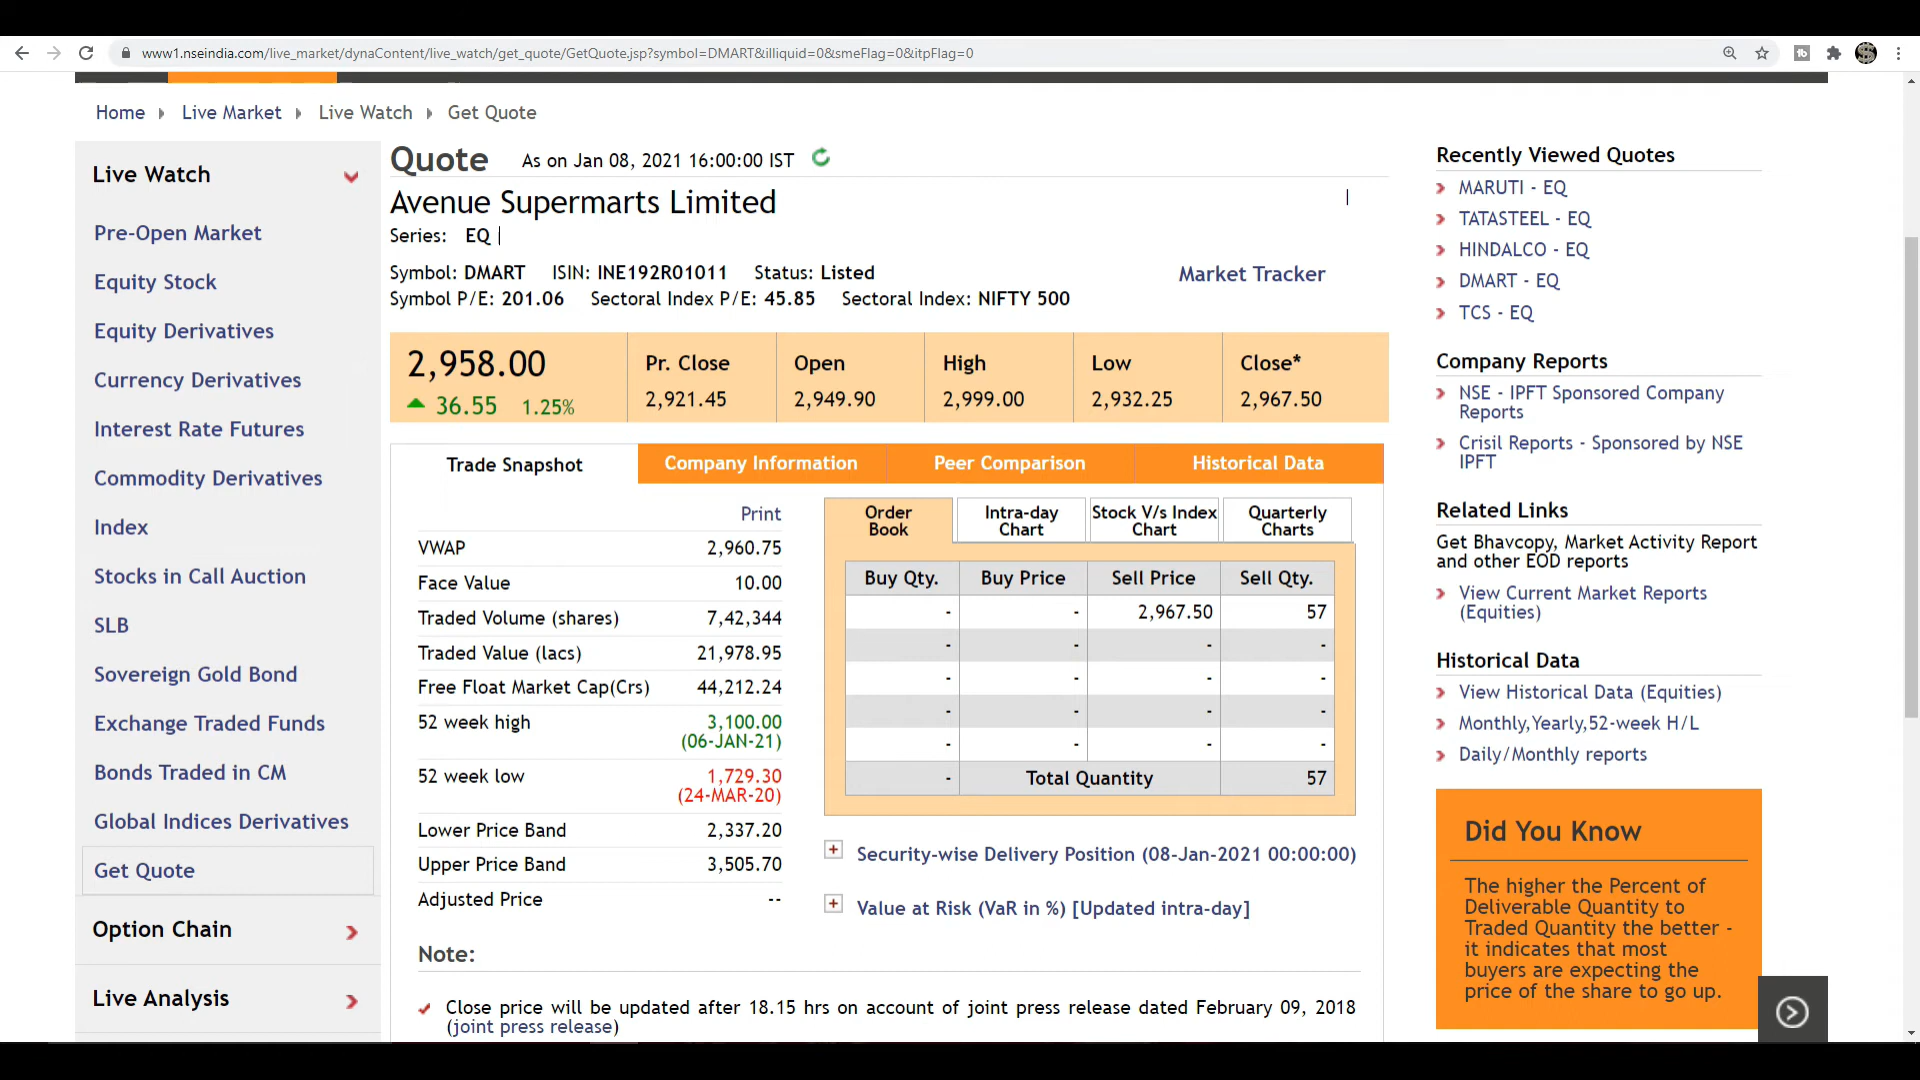 www1.nseindia.com/live_market/dynaContent/live_watch/get_quote/GetQuote.jsp?symbol=DMART&illiquid=0&smeFlag=0&itpFlag=0
Home Live Market Live Watch Get Quote
Live Watch
Pre-Open Market
Equity Stock
Equity Derivatives
Currency Derivatives
Interest Rate Futures
Commodity Derivatives
Index
Stocks in Call Auction
SLB
Sovereign Gold Bond
Exchange Traded Funds
Bonds Traded in CM
Global Indices Derivatives
Get Quote
Option Chain
Live Analysis
Quote As on Jan 08, 2021 16:00:00 IST
Avenue Supermarts Limited
Series: EQ |
|
Symbol: DMART ISIN: INE192R01011 Status: Listed
Market Tracker
Symbol P/E: 201.06 Sectoral Index P/E: 45.85 Sectoral Index: NIFTY 500
2,958.00 Pr. Close Open High Low Close*
36.55 1.25% 2,921.45 2,949.90 2,999.00 2,932.25 2,967.50
Trade Snapshot Company Information Peer Comparison Historical Data
Print
VWAP 2,960.75
Face Value 10.00
Traded Volume (shares) 7,42,344
Traded Value (lacs) 21,978.95
Free Float Market Cap(Crs) 44,212.24
52 week high 3,100.00
(06-JAN-21)
52 week low 1,729.30
(24-MAR-20)
Lower Price Band 2,337.20
Upper Price Band 3,505.70
Adjusted Price --
Order Book Intra-day Chart Stock V/s Index Chart Quarterly Charts
Buy Qty. Buy Price Sell Price Sell Qty.
- - 2,967.50 57
- - - -
- - - -
- - - -
- - - -
- Total Quantity 57
Security-wise Delivery Position (08-Jan-2021 00:00:00)
Value at Risk (VaR in %) [Updated intra-day]
Note:
Close price will be updated after 18.15 hrs on account of joint press release dated February 09, 2018
(joint press release)
Recently Viewed Quotes
MARUTI - EQ
TATASTEEL - EQ
HINDALCO - EQ
DMART - EQ
TCS - EQ
Company Reports
NSE - IPFT Sponsored Company
Reports
Crisil Reports - Sponsored by NSE
IPFT
Related Links
Get Bhavcopy, Market Activity Report
and other EOD reports
View Current Market Reports
(Equities)
Historical Data
View Historical Data (Equities)
Monthly,Yearly,52-week H/L
Daily/Monthly reports
Did You Know
The higher the Percent of
Deliverable Quantity to
Traded Quantity the better -
it indicates that most
buyers are expecting the
price of the share to go up.